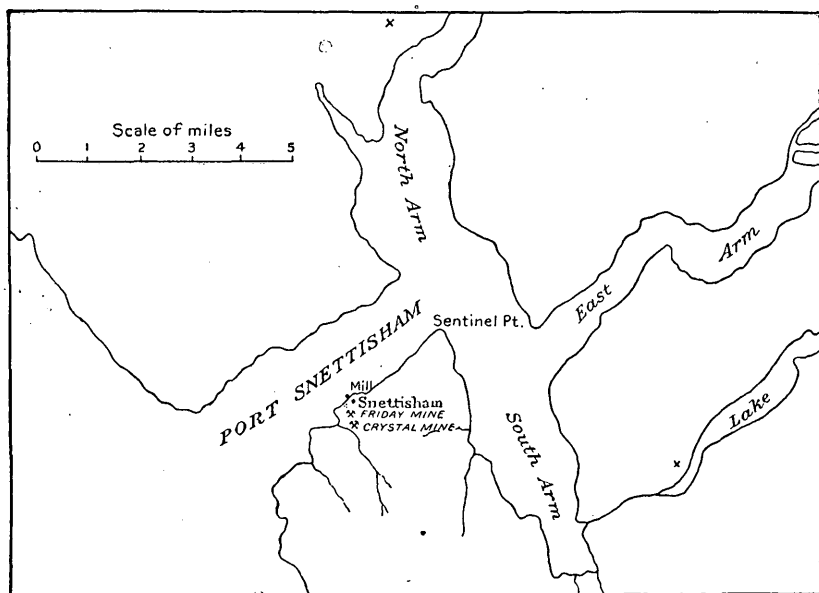 Scale of miles
0 1 2 3 4 5
North Arm
East Arm
Sentinel Pt.
PORT SNETTISHAM
Mill
Snettisham
FRIDAY MINE
CRYSTAL MINE
South Arm
Lake